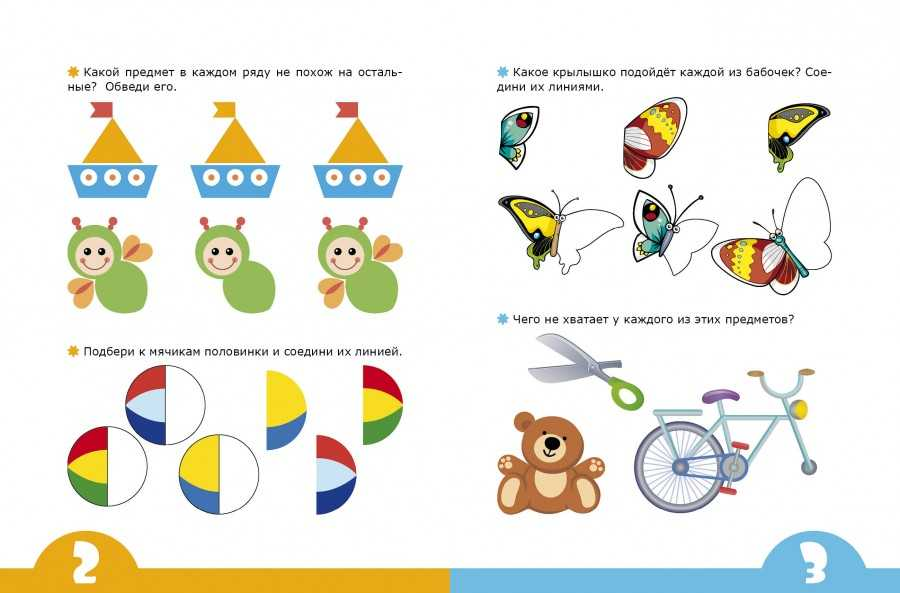 Какой предмет в каждом ряду не похож на осталь-
ные? Обведи его.
Подбери к мячикам половинки и соедини их линией.
2
Какое крылышко подойдёт каждой из бабочек? Сое-
дини их линиями.
Чего не хватает у каждого из этих предметов?
3